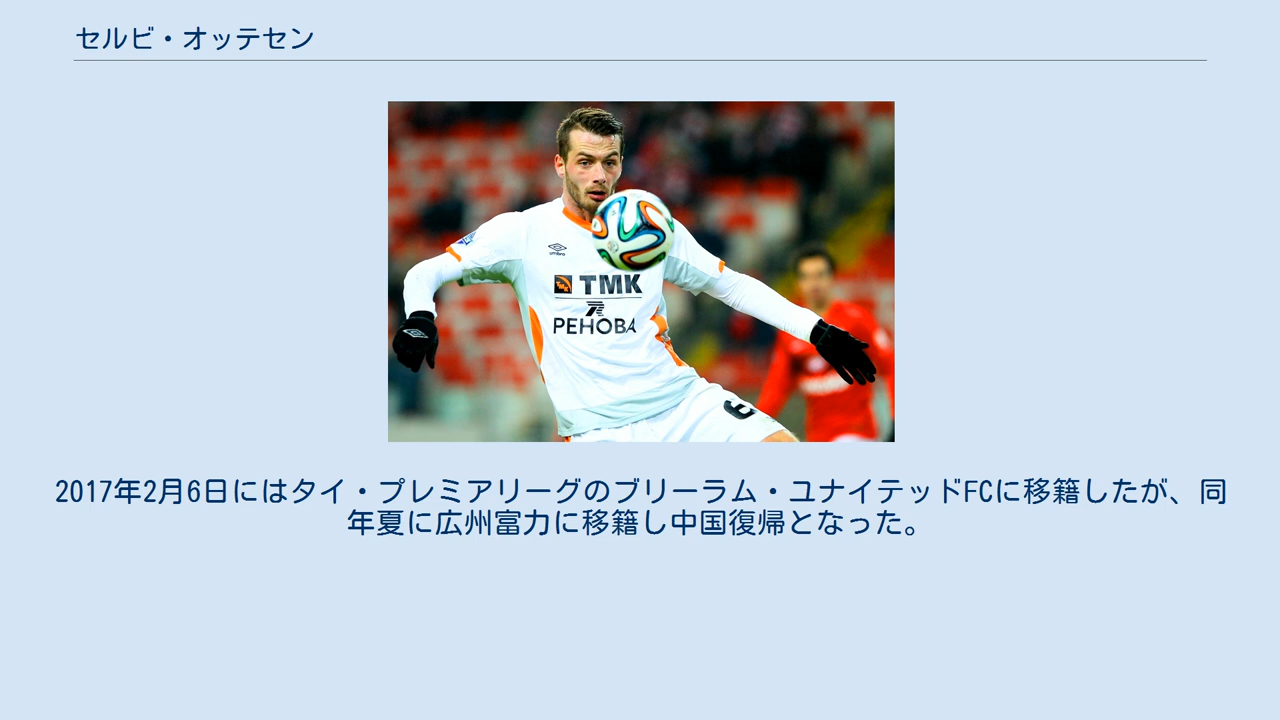 セルビ・オッテセン
umbro
TMK
РЕНОВА
6
2017年2月6日にはタイ・プレミアリーグのブリーラム・ユナイテッドFCに移籍したが、同
年夏に広州富力に移籍し中国復帰となった。